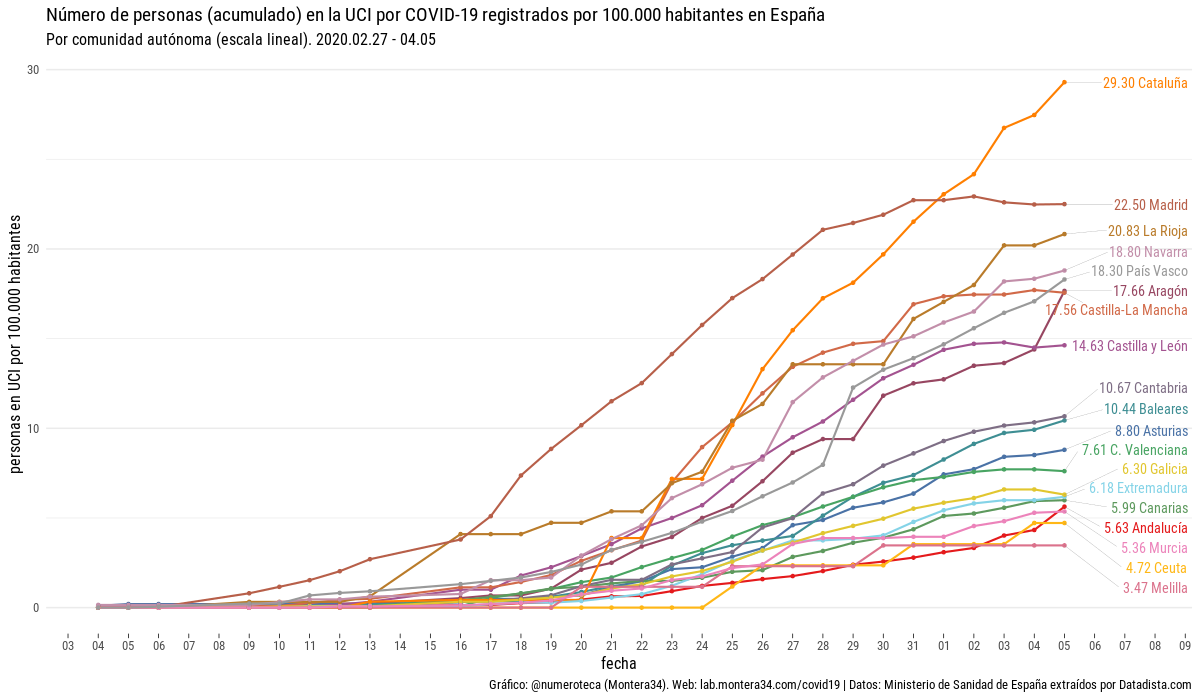 Número de personas (acumulado) en la UCI por COVID-19 registrados por 100.000 habitantes en España
Por comunidad autónoma (escala lineal). 2020.02.27 - 04.05
personas en UCI por 100.000 habitantes
30
20
10
0
29.30 Cataluña
22.50 Madrid
20.83 La Rioja
18.80 Navarra
18.30 País Vasco
17.66 Aragón
17.56 Castilla-La Mancha
14.63 Castilla y León
10.67 Cantabria
10.44 Baleares
8.80 Asturias
7.61 C. Valenciana
6.30 Galicia
6.18 Extremadura
5.99 Canarias
5.63 Andalucía
5.36 Murcia
4.72 Ceuta
3.47 Melilla
03 04 05 06 07 08 09 10 11 12 13 14 15 16 17 18 19 20 21 22 23 24 25 26 27 28 29 30 31 01 02 03 04 05 06 07 08 09
fecha
Gráfico: @numeroteca (Montera34). Web: lab.montera34.com/covid19 | Datos: Ministerio de Sanidad de España extraídos por Datadista.com